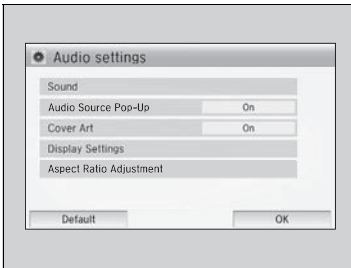 Audio settings
Sound
Audio Source Pop-Up On
Cover Art On
Display Settings
Aspect Ratio Adjustment
Default OK